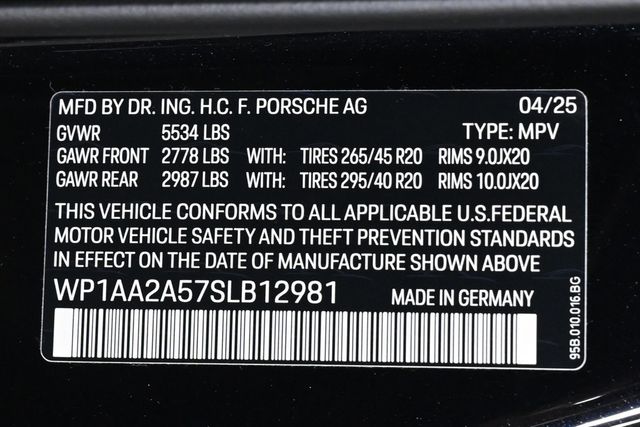 MFD BY DR. ING. H.C. F. PORSCHE AG 04/25
GVWR 5534 LBS TYPE: MPV
GAWR FRONT 2778 LBS WITH: TIRES 265/45 R20 RIMS 9.0JX20
GAWR REAR 2987 LBS WITH: TIRES 295/40 R20 RIMS 10.0JX20
THIS VEHICLE CONFORMS TO ALL APPLICABLE U.S.FEDERAL
MOTOR VEHICLE SAFETY AND THEFT PREVENTION STANDARDS
IN EFFECT ON THE DATE OF MANUFACTURE SHOWN ABOVE
WP1AA2A57SLB12981 MADE IN GERMANY
95B.010.016.BG